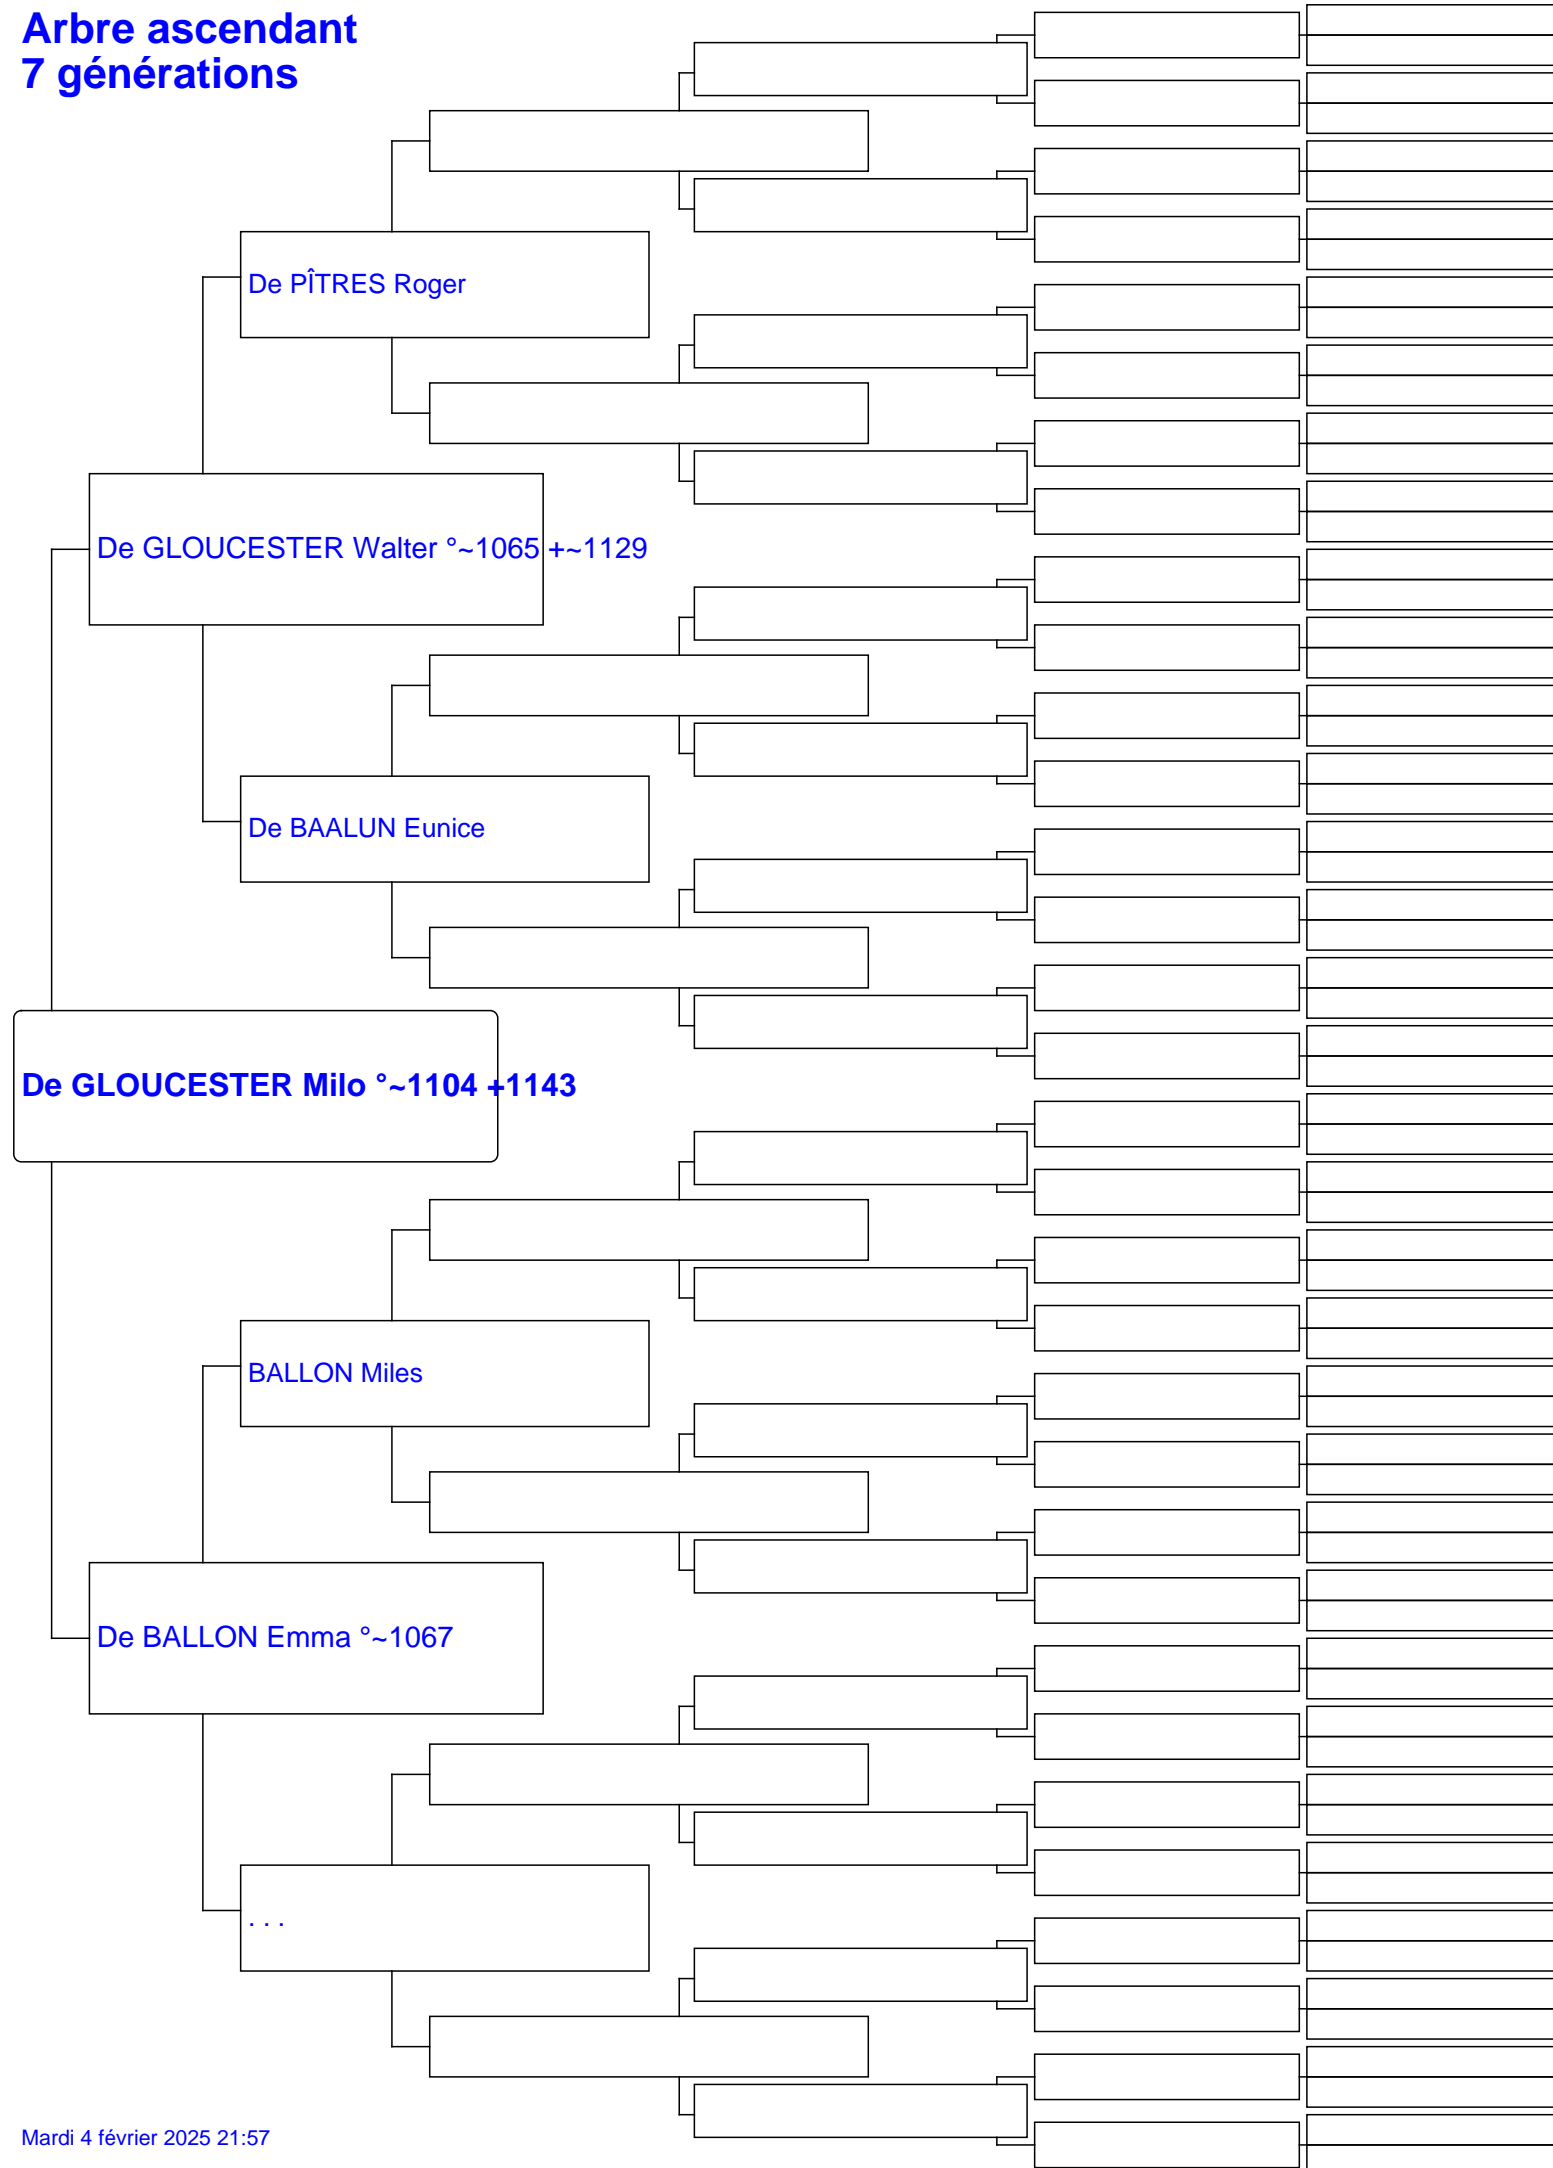 Arbre ascendant
7 générations
De PÎTRES Roger
De GLOUCESTER Walter °~1065 +~1129
De BAALUN Eunice
De GLOUCESTER Milo °~1104 +1143
BALLON Miles
De BALLON Emma °~1067
. . .
Mardi 4 février 2025 21:57